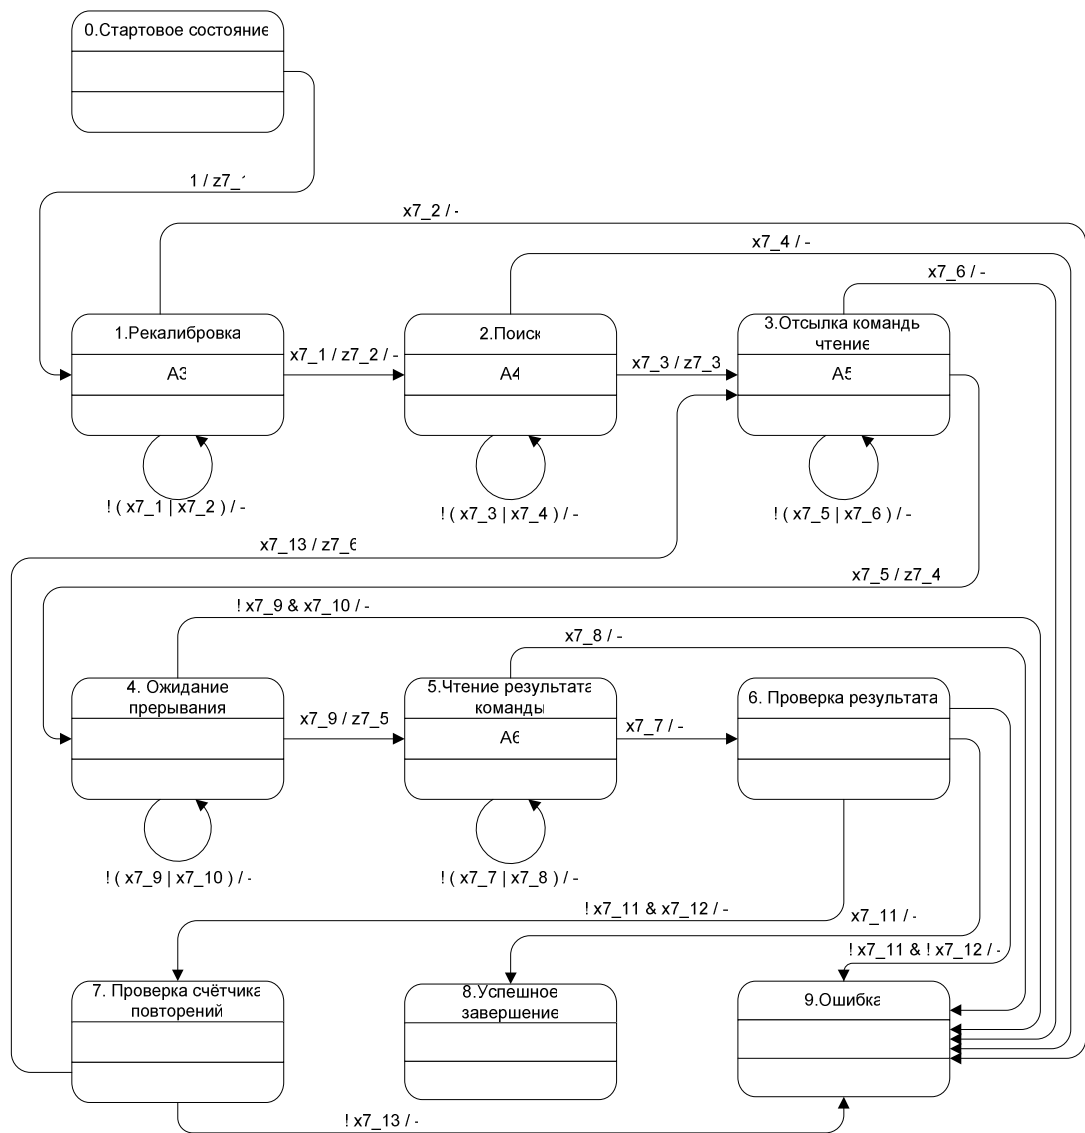 0.Стартовое состояние
1 / z7_1
x7_2 / -
x7_4 / -
x7_6 / -
1.Рекалибровка
A3
x7_1 / z7_2 / -
2.Поиск
A4
x7_3 / z7_3
3.Отсылка команды
чтение
A5
! ( x7_1 | x7_2 ) / -
! ( x7_3 | x7_4 ) / -
! ( x7_5 | x7_6 ) / -
x7_13 / z7_6
x7_5 / z7_4
! x7_9 & x7_10 / -
x7_8 / -
4. Ожидание
прерывания
x7_9 / z7_5
5.Чтение результата
команды
A6
x7_7 / -
6. Проверка результата
! ( x7_9 | x7_10 ) / -
! ( x7_7 | x7_8 ) / -
! x7_11 & x7_12 / -
x7_11 / -
! x7_11 & ! x7_12 / -
7. Проверка счётчика
повторений
8.Успешное
завершение
9.Ошибка
! x7_13 / -